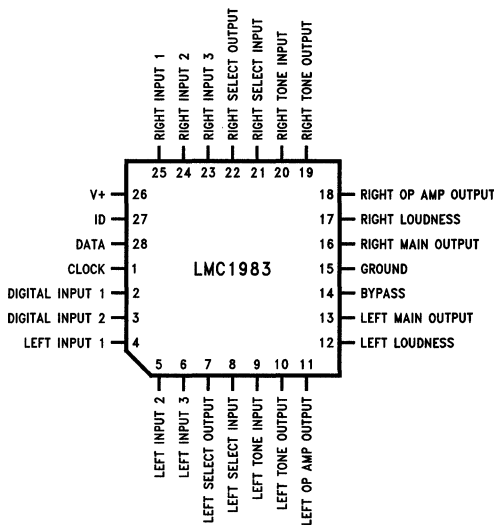 RIGHT INPUT 1
RIGHT INPUT 2
RIGHT INPUT 3
RIGHT SELECT OUTPUT
RIGHT SELECT INPUT
RIGHT TONE INPUT
RIGHT TONE OUTPUT
25 24 23 22 21 20 19
V+ 26
ID 27
DATA 28
CLOCK 1
DIGITAL INPUT 1 2
DIGITAL INPUT 2 3
LEFT INPUT 1 4
LMC1983
18 RIGHT OP AMP OUTPUT
17 RIGHT LOUDNESS
16 RIGHT MAIN OUTPUT
15 GROUND
14 BYPASS
13 LEFT MAIN OUTPUT
12 LEFT LOUDNESS
5 6 7 8 9 10 11
LEFT INPUT 2
LEFT INPUT 3
LEFT SELECT OUTPUT
LEFT SELECT INPUT
LEFT TONE INPUT
LEFT TONE OUTPUT
LEFT OP AMP OUTPUT